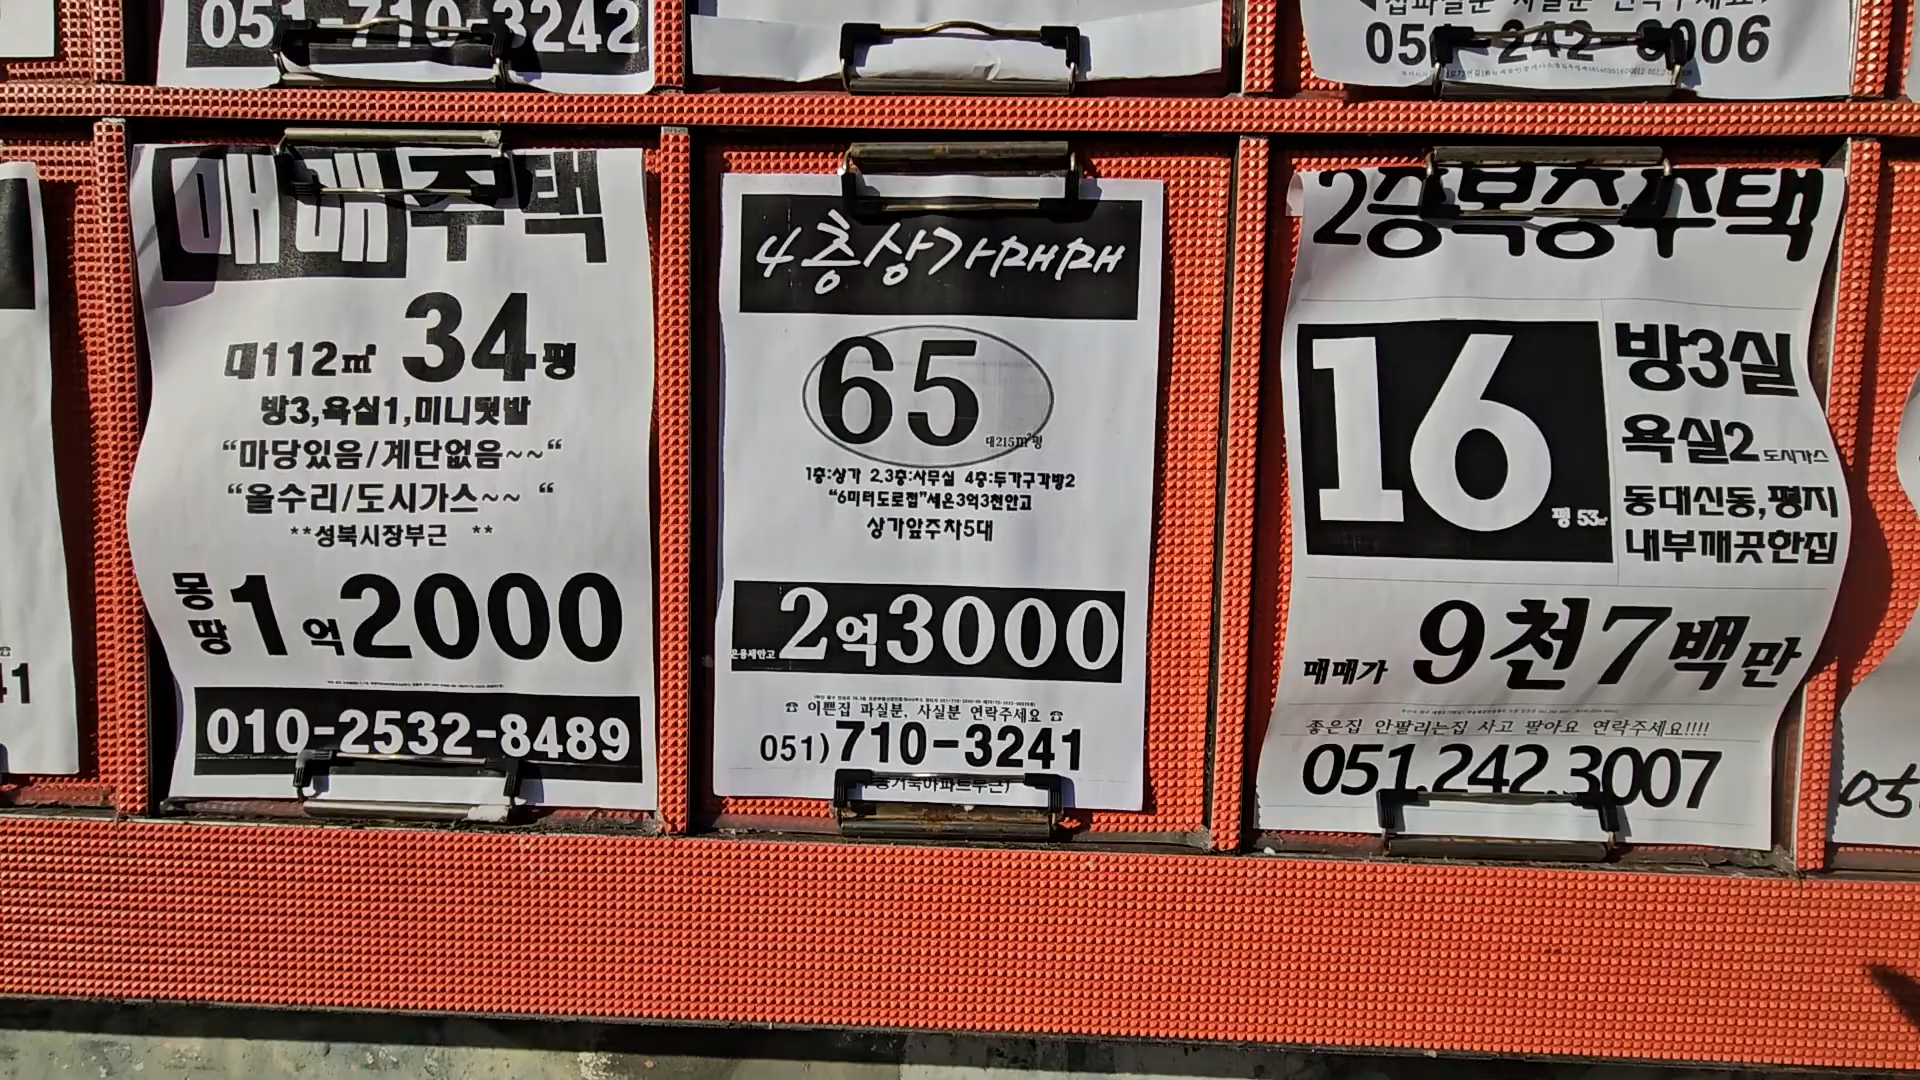 051-710-3242
051-242-3006
매매주택
대112㎡ 34평
방3,욕실1,미니텃밭
“마당있음/계단없음~~“
“올수리/도시가스~~ “
**성북시장부근 **
몽땅 1억2000
010-2532-8489
4층상가매매
65
대215㎡평
1층:상가 2,3층:사무실 4층:두가구각방2
“6미터도로접”세은3억3천안고
상가앞주차5대
은융세안고 2억3000
☎ 이쁜집 파실분, 사실분 연락주세요 ☎
051)710-3241
2층복층주택
16
평 53㎡
방3실
욕실2 도시가스
동대신동,평지
내부깨끗한집
매매가 9천7백만
좋은집 안팔리는집 사고 팔아요 연락주세요!!!!
051.242.3007
41
05